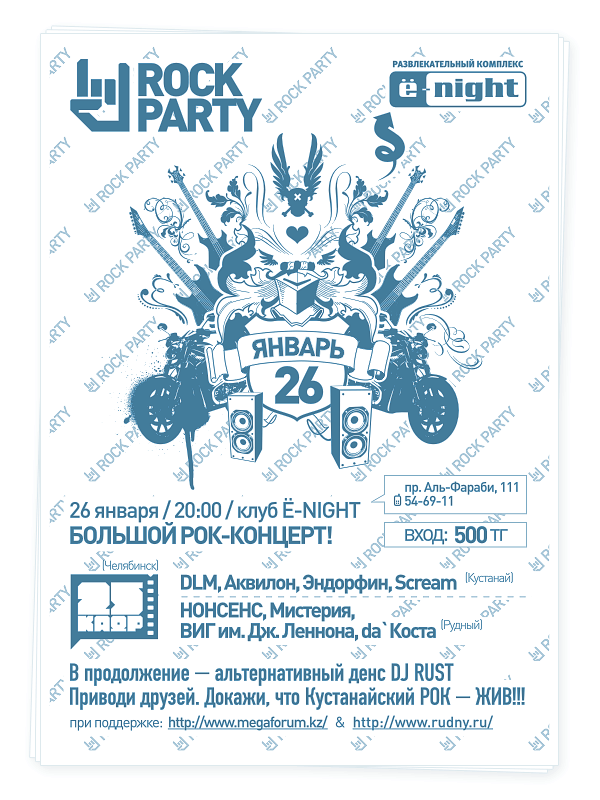 ROCK
PARTY
РАЗВЛЕКАТЕЛЬНЫЙ КОМПЛЕКС
ё-night
ЯНВАРЬ
26
пр. Аль-Фараби, 111
54-69-11
26 января / 20:00 / клуб Ё-NIGHT
БОЛЬШОЙ РОК-КОНЦЕРТ!
ВХОД: 500 ТГ
(Челябинск)
КАОР
DLM, Аквилон, Эндорфин, Scream (Кустанай)
НОНСЕНС, Мистерия,
ВИГ им. Дж. Леннона, da`Коста (Рудный)
В продолжение — альтернативный денс DJ RUST
Приводи друзей. Докажи, что Кустанайский РОК — ЖИВ!!!
при поддержке: http://www.megaforum.kz/ & http://www.rudny.ru/